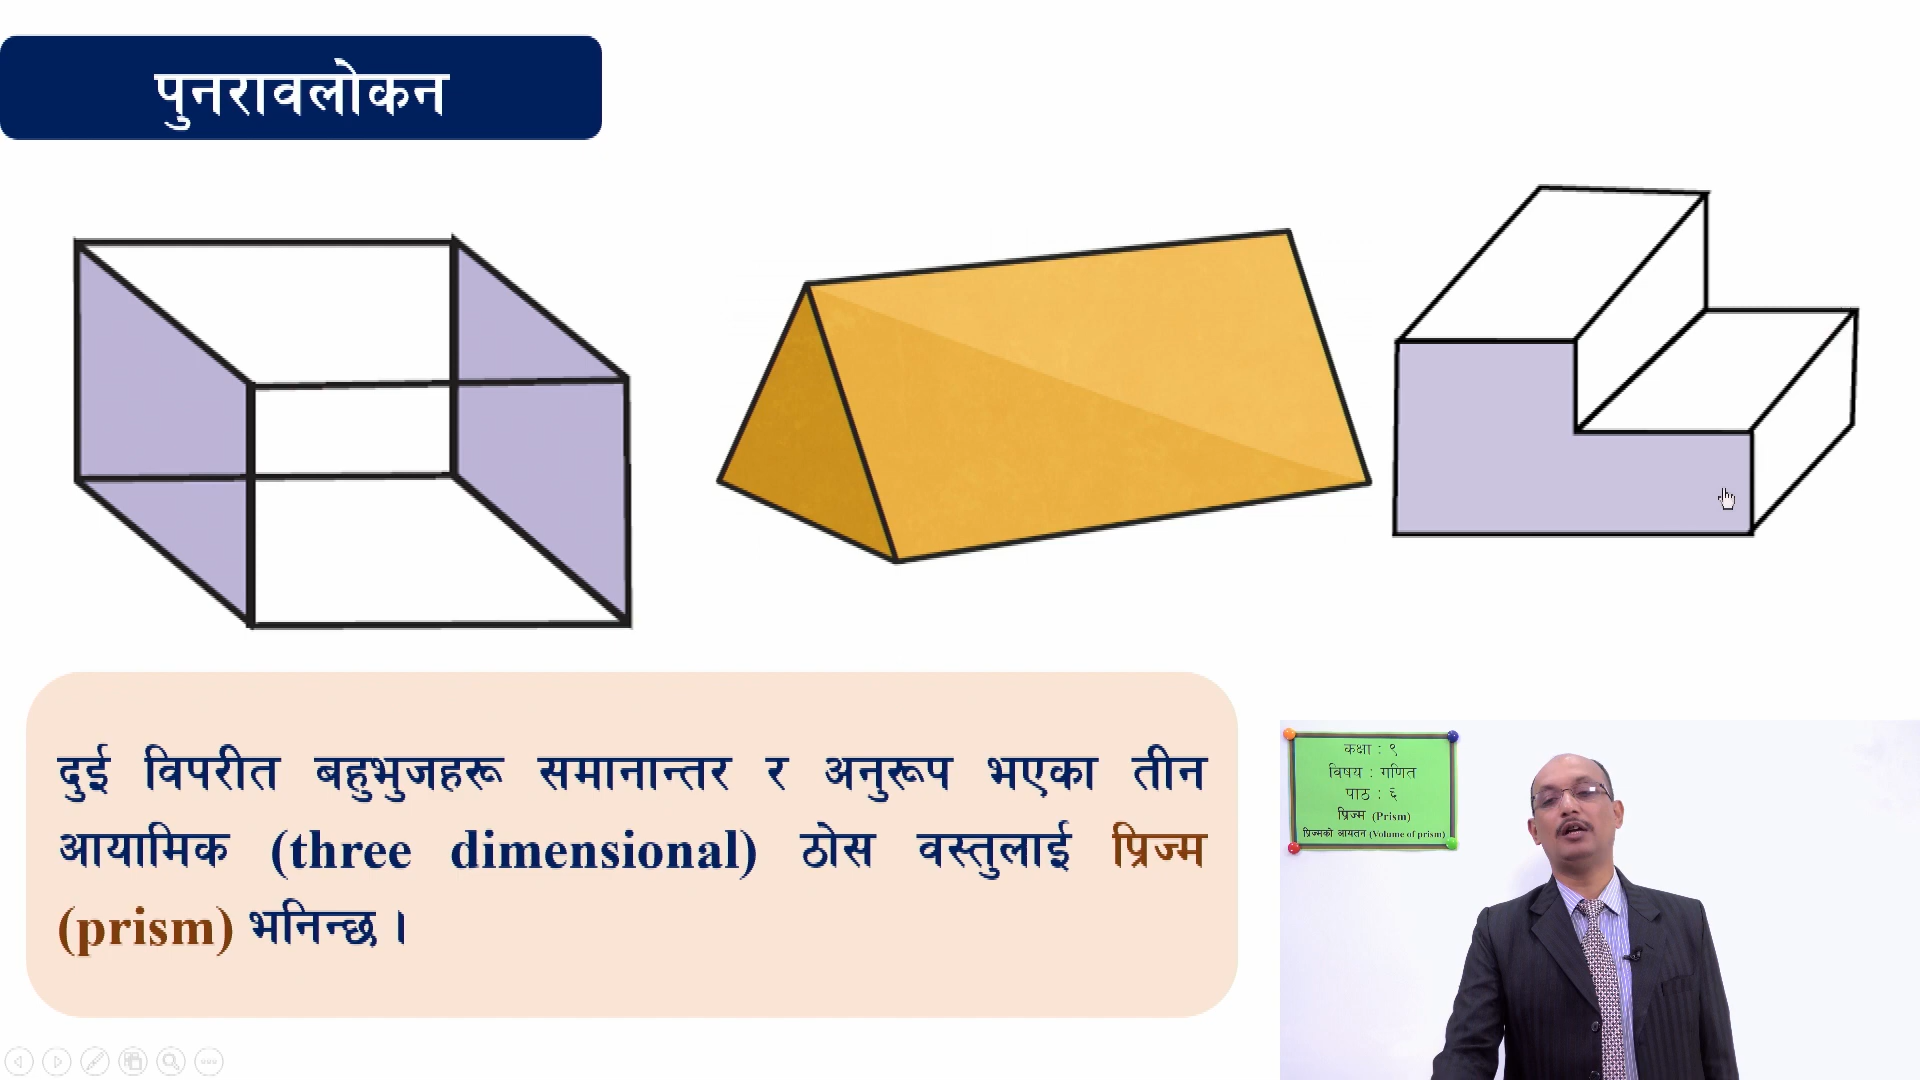 पुनरावलोकन
दुई विपरीत बहुभुजहरू समानान्तर र अनुरूप भएका तीन
आयामिक (three dimensional) ठोस वस्तुलाई प्रिज्म
(prism) भनिन्छ ।
कक्षा : ९
विषय : गणित
पाठ : ६
प्रिज्म (Prism)
प्रिज्मको आयतन (Volume of prism)